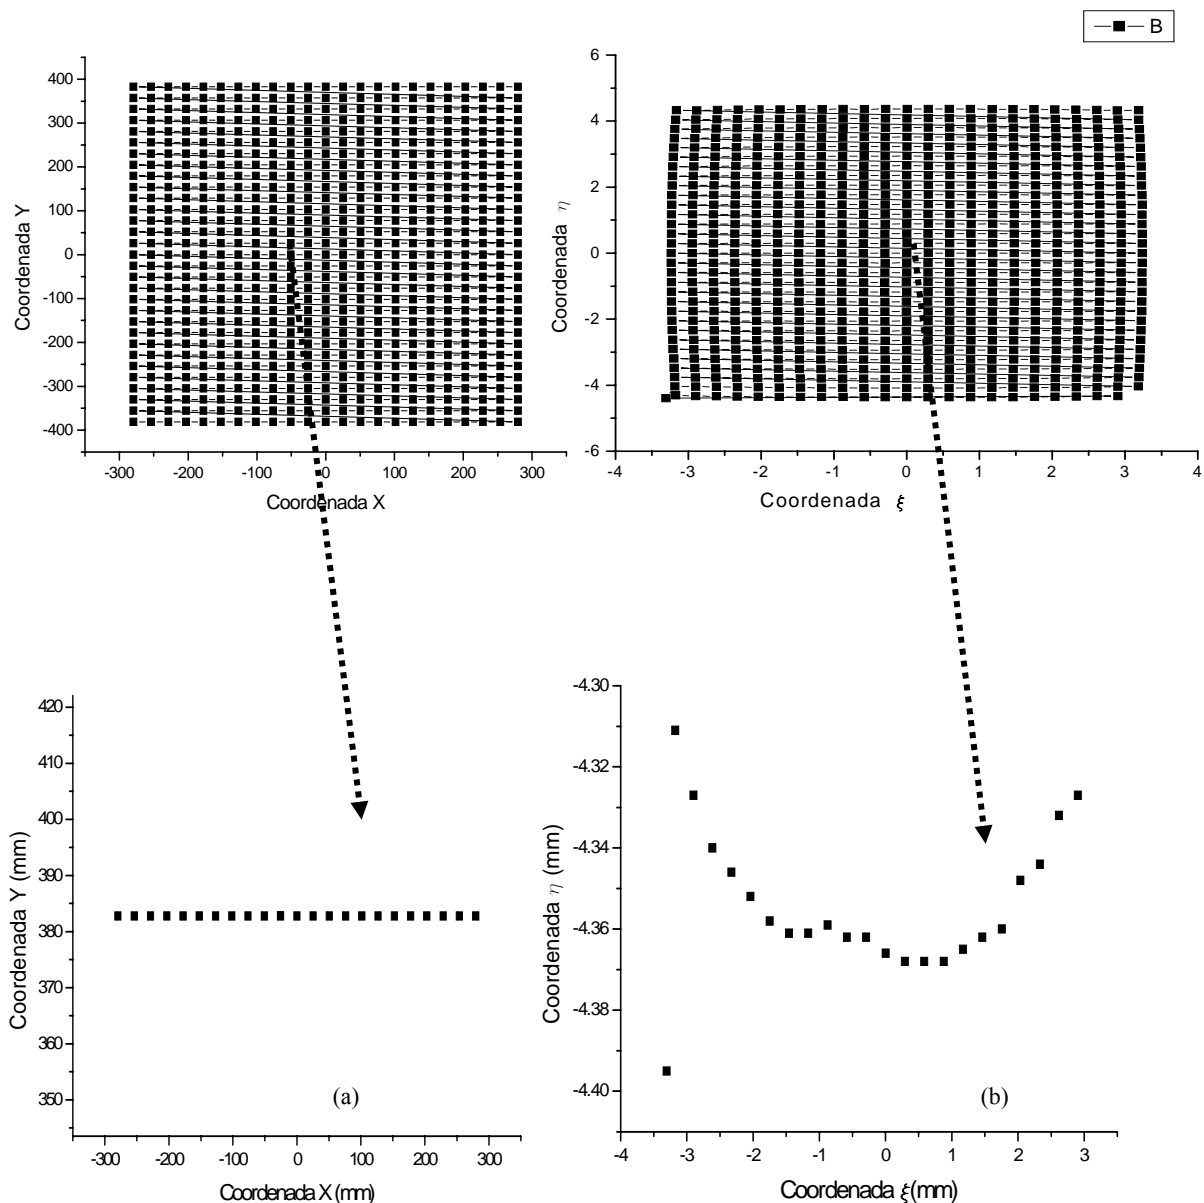 B
400
300
200
100
0
-100
-200
-300
-400
Coordenada Y
-300 -200 -100 0 100 200 300
Coordenada X
6
4
2
0
-2
-4
-6
Coordenada η
-4 -3 -2 -1 0 1 2 3 4
Coordenada ξ
420
410
400
390
380
370
360
350
Coordenada Y (mm)
-300 -200 -100 0 100 200 300
Coordenada X (mm)
(a)
-4.30
-4.32
-4.34
-4.36
-4.38
-4.40
Coordenada η (mm)
-4 -3 -2 -1 0 1 2 3
Coordenada ξ(mm)
(b)